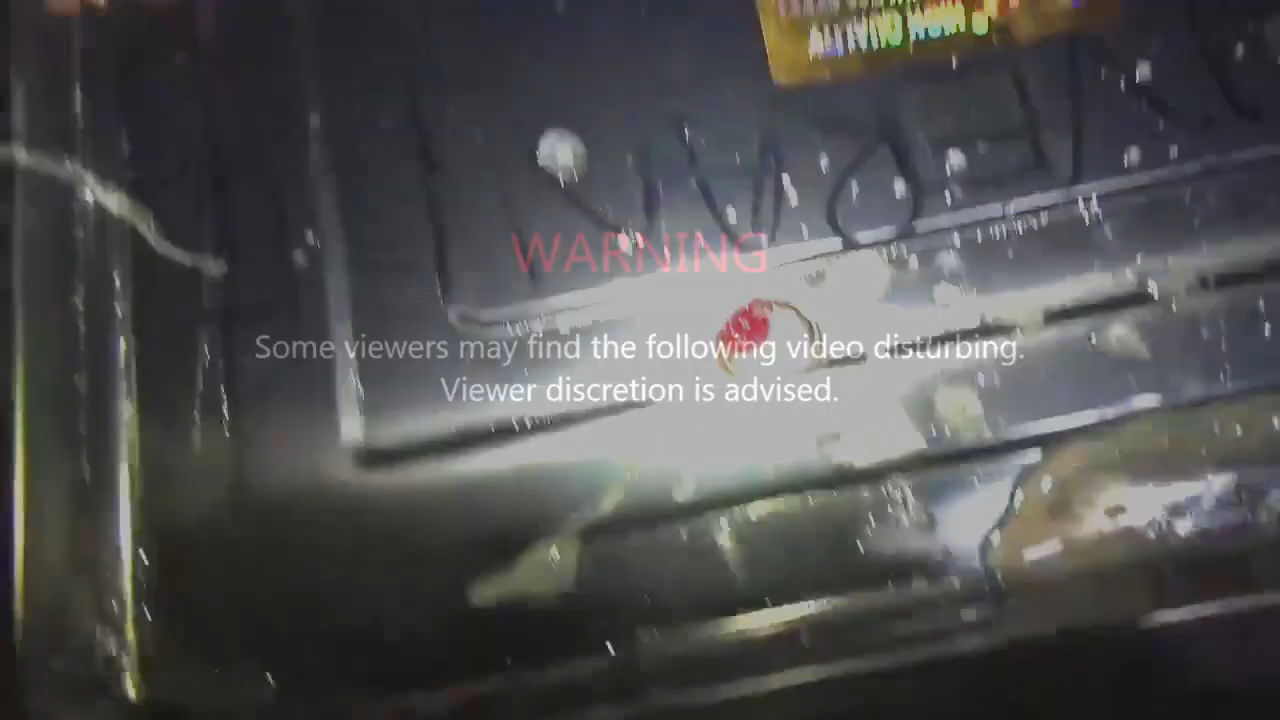 WARNING
Some viewers may find the following video disturbing.
Viewer discretion is advised.